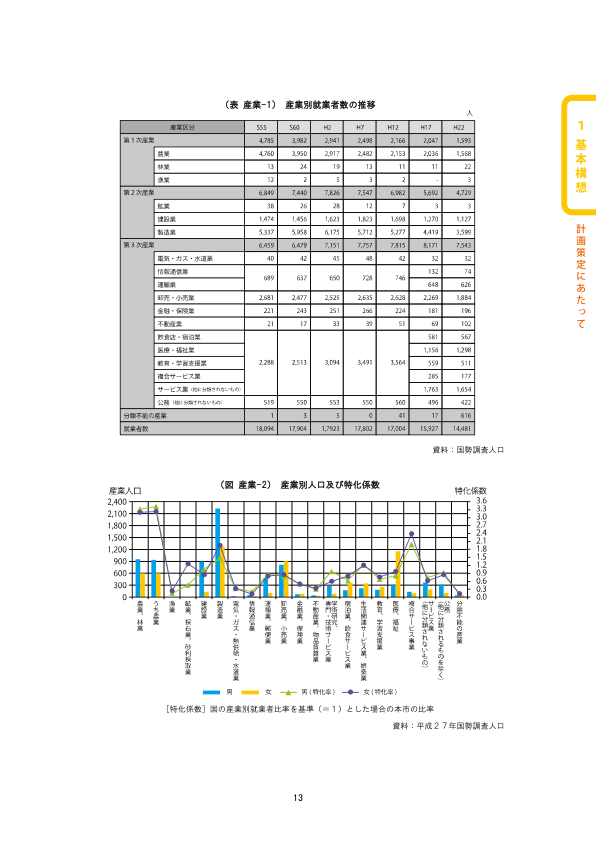 （表 産業-1） 産業別就業者数の推移
人
産業区分 S55 S60 H2 H7 H12 H17 H22
第１次産業 4,785 3,982 2,941 2,498 2,166 2,047 1,593
農業 4,760 3,950 2,917 2,482 2,153 2,036 1,568
林業 13 24 19 13 11 11 22
漁業 12 2 5 3 2 - 3
第２次産業 6,849 7,440 7,826 7,547 6,982 5,692 4,729
鉱業 38 26 28 12 7 3 3
建設業 1,474 1,456 1,623 1,823 1,698 1,270 1,127
製造業 5,337 5,958 6,175 5,712 5,277 4,419 3,599
第３次産業 6,459 6,479 7,151 7,757 7,815 8,171 7,543
電気・ガス・水道業 40 42 45 48 42 32 32
情報通信業 689 637 650 728 746 132 74
運輸業 648 626
卸売・小売業 2,681 2,477 2,525 2,635 2,628 2,269 1,884
金融・保険業 221 243 251 266 224 181 196
不動産業 21 17 33 39 51 69 102
飲食店・宿泊業 2,288 2,513 3,094 3,491 3,564 581 567
医療・福祉業 1,156 1,298
教育・学習支援業 559 511
複合サービス業 285 177
サービス業（他に分類されないもの） 1,763 1,654
公務（他に分類されないもの） 519 550 553 550 560 496 422
分類不能の産業 1 3 5 0 41 17 616
就業者数 18,094 17,904 1,7923 17,802 17,004 15,927 14,481
資料：国勢調査人口
（図 産業-2） 産業別人口及び特化係数
産業人口 特化係数
2,400
2,100
1,800
1,500
1,200
900
600
300
0
3.6
3.3
3.0
2.7
2.4
2.1
1.8
1.5
1.2
0.9
0.6
0.3
0.0
農業、林業
うち農業
漁業
鉱業、採石業、砂利採取業
建設業
製造業
電気・ガス・熱供給・水道業
情報通信業
運輸業、郵便業
卸売業、小売業
金融業、保険業
不動産業、物品賃貸業
学術研究、
専門・技術サービス業
宿泊業、飲食サービス業
生活関連サービス業、娯楽業
教育、学習支援業
医療、福祉
複合サービス事業
サービス業
（他に分類されないもの）
公務
（他に分類されるものを除く）
分類不能の産業
男 女 男(特化率) 女(特化率)
［特化係数］国の産業別就業者比率を基準（＝１）とした場合の本市の比率
資料：平成２７年国勢調査人口
1
基本構想
計画策定にあたって
13